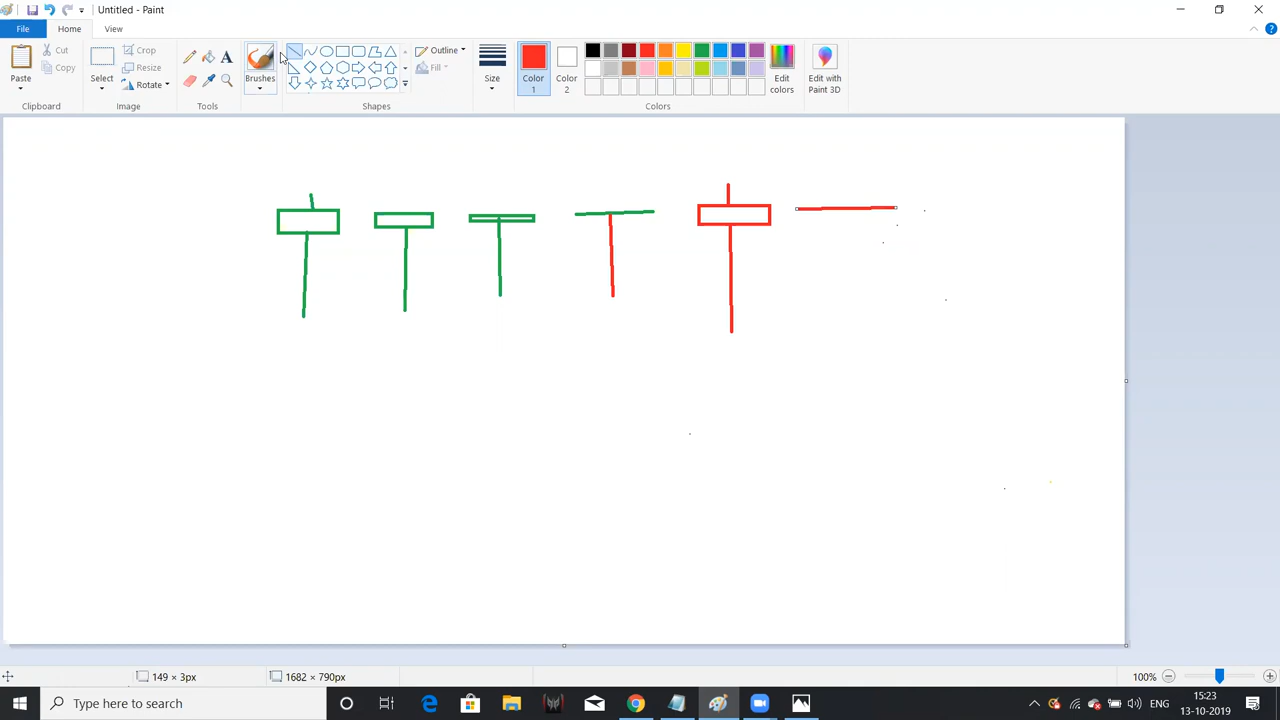 Untitled - Paint
File Home View
Paste
Cut
Copy
Clipboard
Select
Crop
Resize
Rotate
Image
Tools
Brushes
Shapes
Outline
Fill
Size
Color 1
Color 2
Colors
Edit colors
Edit with Paint 3D
149 × 3px
1682 × 790px
100%
Type here to search
ENG
15:23
13-10-2019